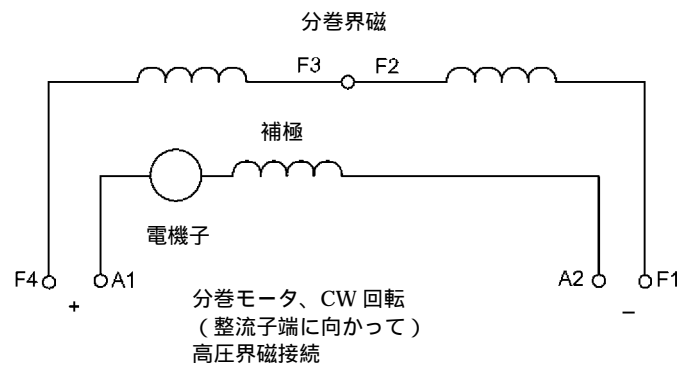 分巻界磁
F3
F2
補極
電機子
F4
A1
A2
F1
+
−
分巻モータ、CW 回転
（整流子端に向かって）
高圧界磁接続